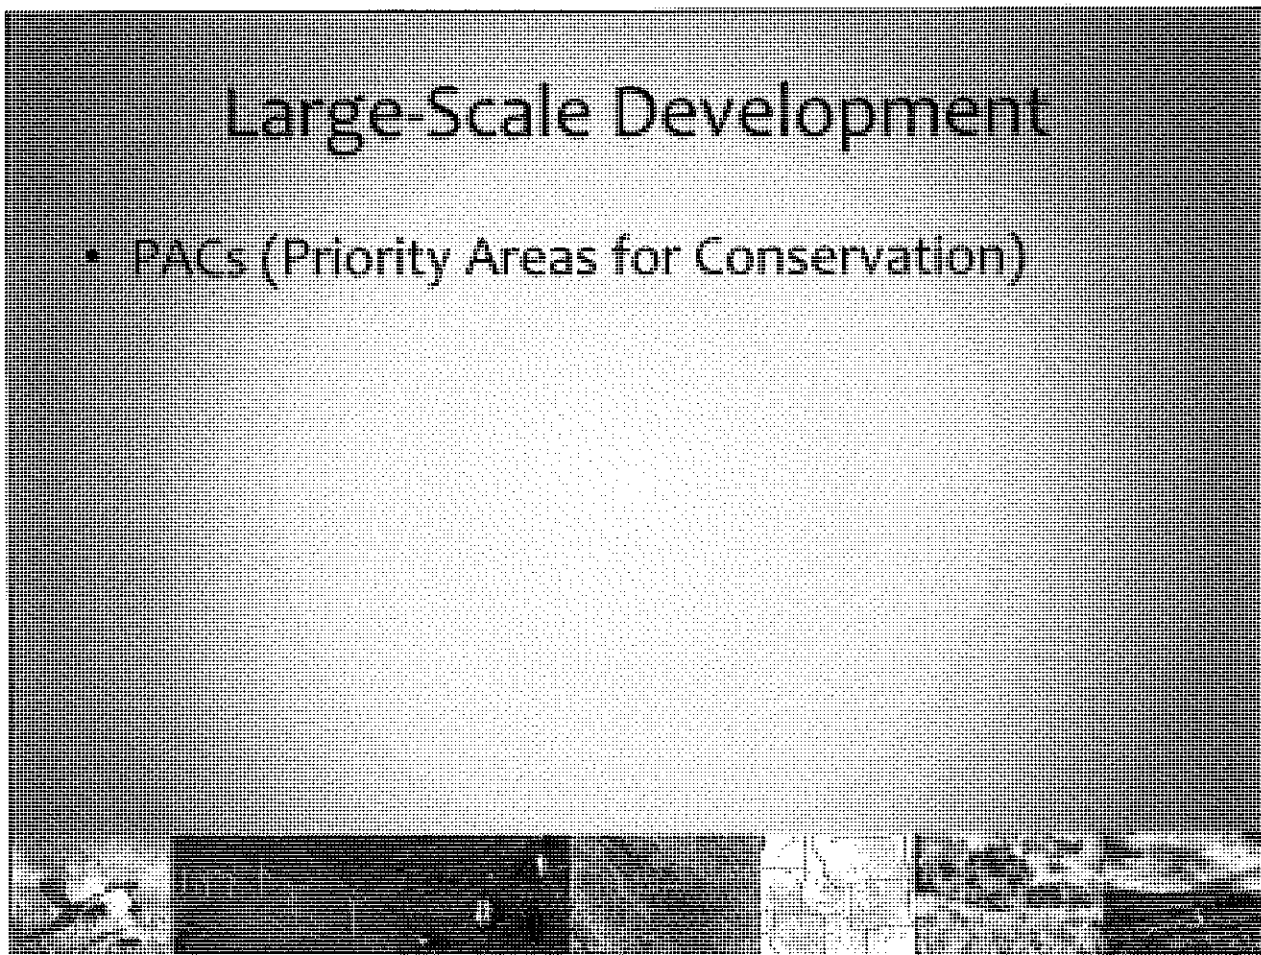 Large-Scale Development
• PACs (Priority Areas for Conservation)